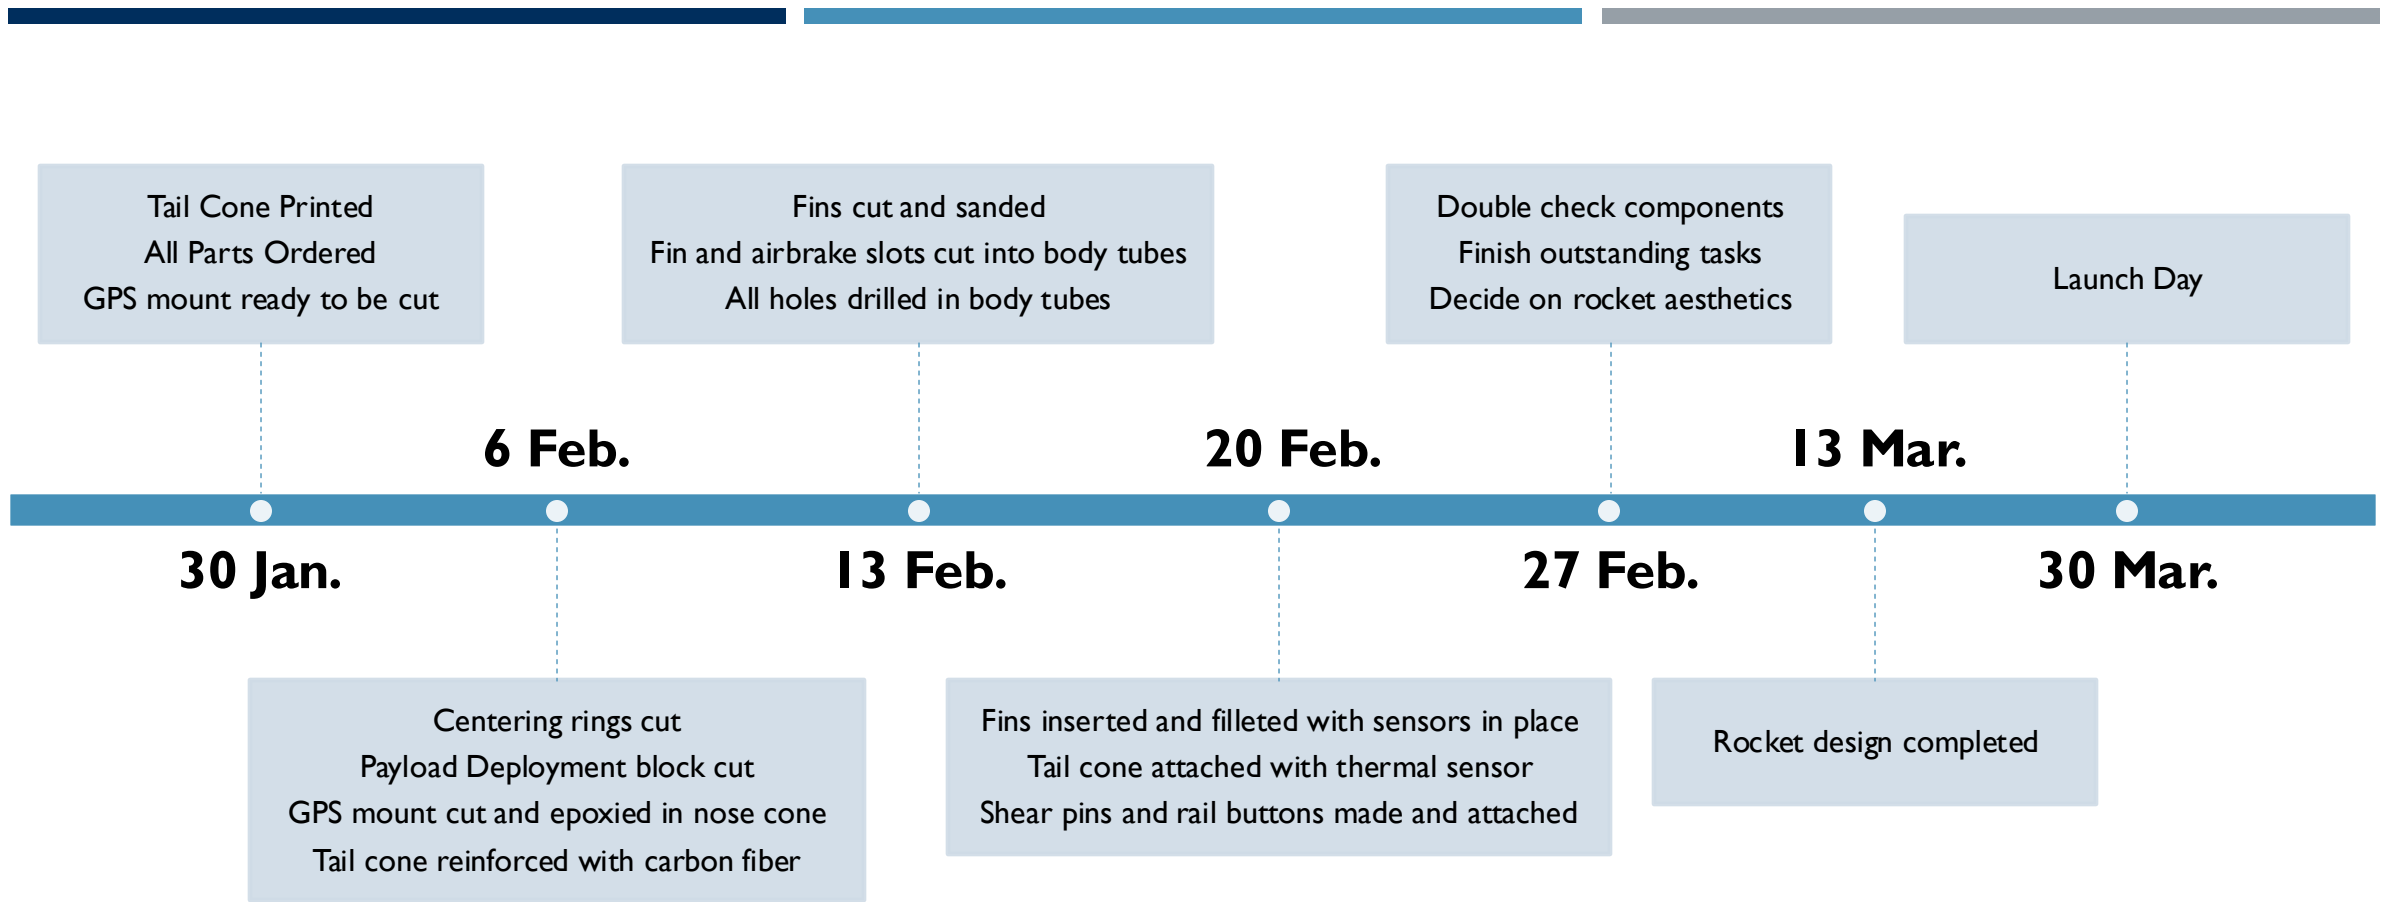 Tail Cone Printed
All Parts Ordered
GPS mount ready to be cut
Fins cut and sanded
Fin and airbrake slots cut into body tubes
All holes drilled in body tubes
Double check components
Finish outstanding tasks
Decide on rocket aesthetics
Launch Day
6 Feb.
20 Feb.
13 Mar.
30 Jan.
13 Feb.
27 Feb.
30 Mar.
Centering rings cut
Payload Deployment block cut
GPS mount cut and epoxied in nose cone
Tail cone reinforced with carbon fiber
Fins inserted and filleted with sensors in place
Tail cone attached with thermal sensor
Shear pins and rail buttons made and attached
Rocket design completed